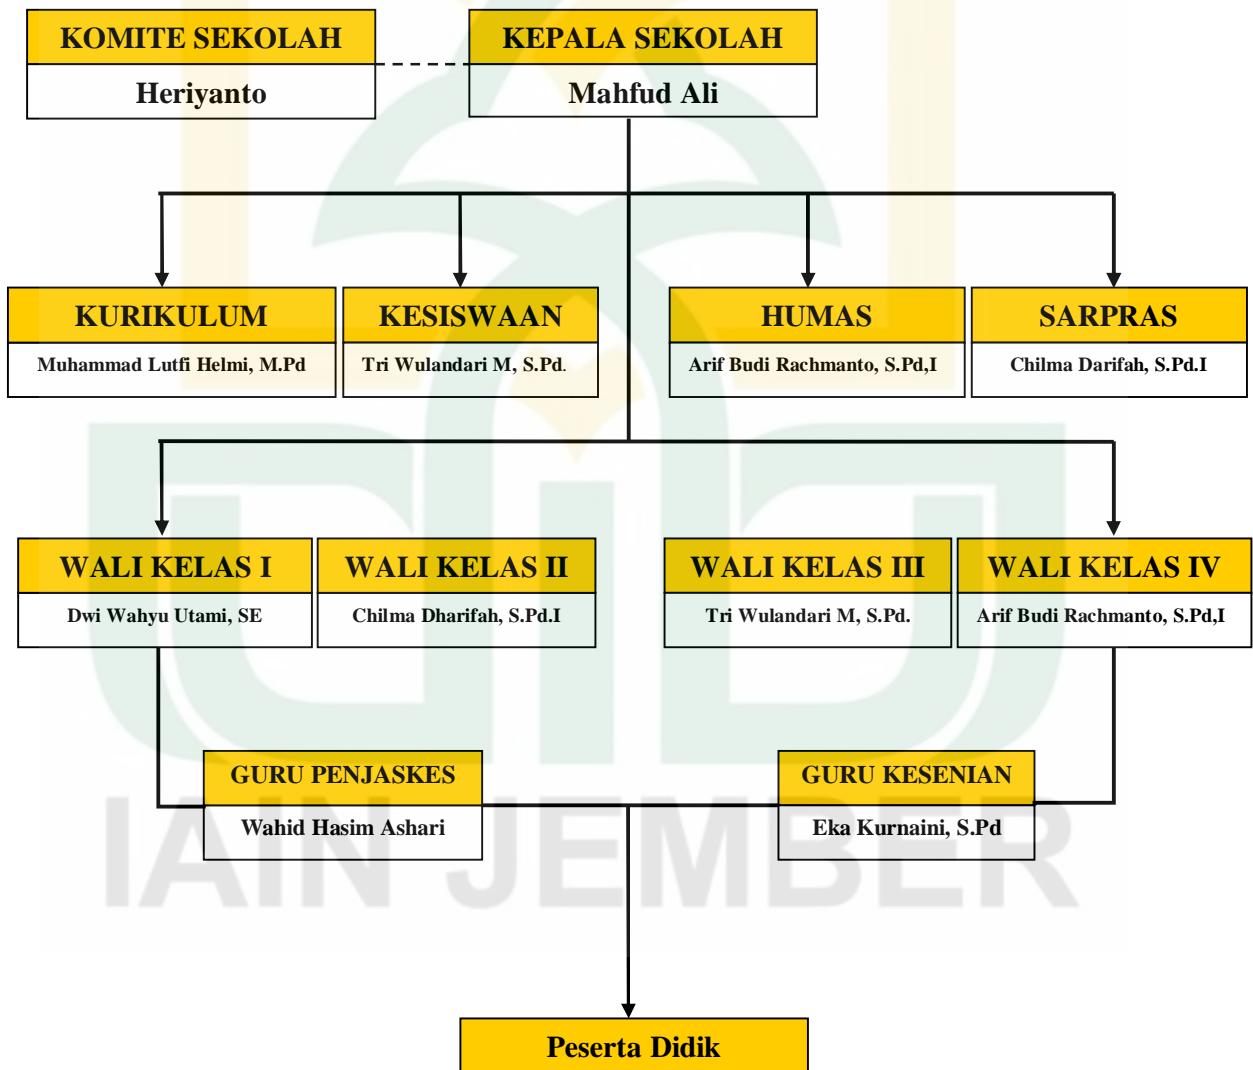 KOMITE SEKOLAH
Heriyanto
KEPALA SEKOLAH
Mahfud Ali
KURIKULUM
Muhammad Lutfi Helmi, M.Pd
KESISWAAN
Tri Wulandari M, S.Pd.
HUMAS
Arif Budi Rachmanto, S.Pd,I
SARPRAS
Chilma Darifah, S.Pd.I
WALI KELAS I
Dwi Wahyu Utami, SE
WALI KELAS II
Chilma Dharifah, S.Pd.I
WALI KELAS III
Tri Wulandari M, S.Pd.
WALI KELAS IV
Arif Budi Rachmanto, S.Pd,I
GURU PENJASKES
Wahid Hasim Ashari
GURU KESENIAN
Eka Kurnaini, S.Pd
IAIN JEMBER
Peserta Didik